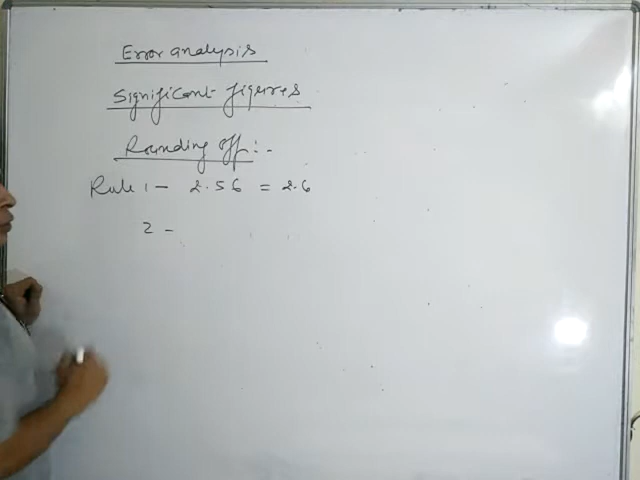 Error analysis
Significant figures
Rounding off :-
Rule 1 - 2.56 = 2.6
2 -